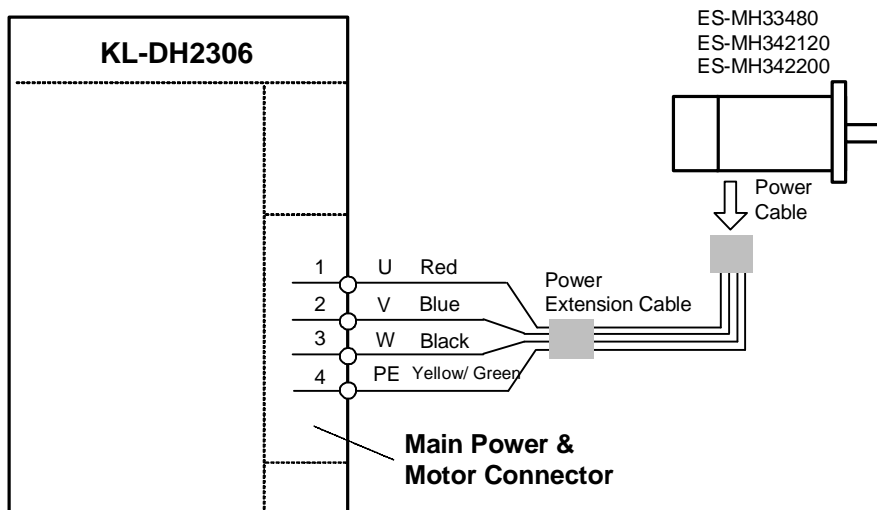 ES-MH33480
ES-MH342120
ES-MH342200
KL-DH2306
Power
Cable
1 U Red
2 V Blue
3 W Black
4 PE Yellow/ Green
Power
Extension Cable
Main Power &
Motor Connector